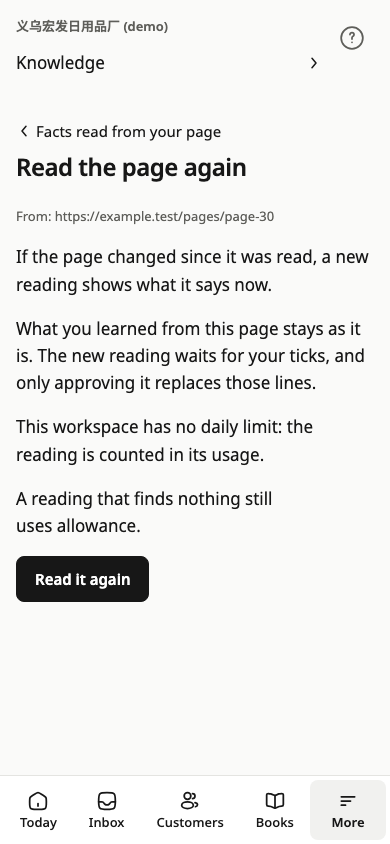 义乌宏发日用品厂 (demo)
Knowledge
Facts read from your page
Read the page again
From: https://example.test/pages/page-30
If the page changed since it was read, a new
reading shows what it says now.
What you learned from this page stays as it
is. The new reading waits for your ticks, and
only approving it replaces those lines.
This workspace has no daily limit: the
reading is counted in its usage.
A reading that finds nothing still
uses allowance.
Read it again
Today
Inbox
Customers
Books
More